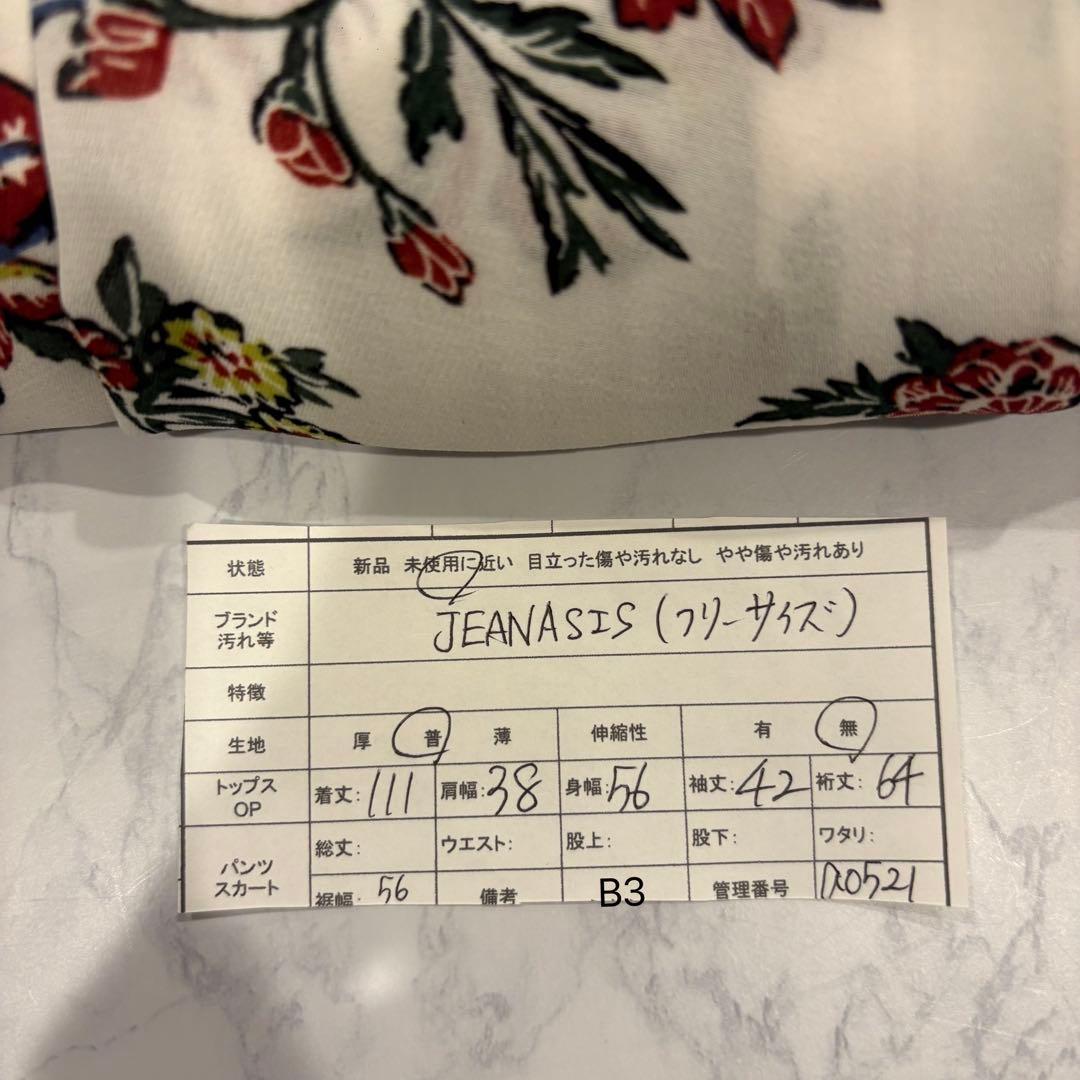 状態 新品 未使用に近い 目立った傷や汚れなし やや傷や汚れあり
ブランド
汚れ等
JEANASIS (フリーサイズ)
特徴
生地 厚 普 薄 伸縮性 有 無
トップス
OP
着丈: 111 肩幅: 38 身幅: 56 袖丈: 42 裄丈: 64
パンツ
スカート
総丈: ウエスト: 股上: 股下: ワタリ:
裾幅: 56 備考 B3 管理番号